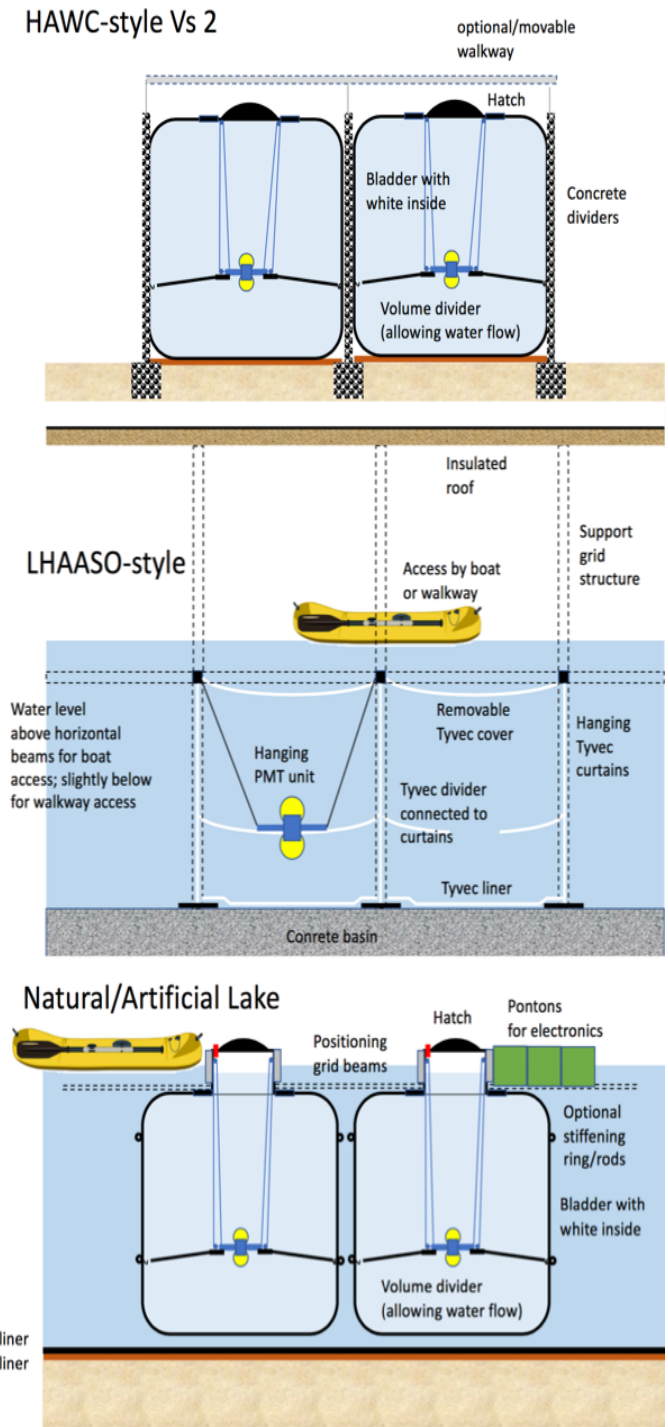 HAWC-style Vs 2
optional/movable
walkway
Hatch
Bladder with
white inside
Concrete
dividers
Volume divider
(allowing water flow)
Insulated
roof
Support
grid
structure
LHAASO-style
Access by boat
or walkway
Water level
above horizontal
beams for boat
access; slightly below
for walkway access
Removable
Tyvec cover
Hanging
Tyvec
curtains
Hanging
PMT unit
Tyvec divider
connected to
curtains
Tyvec liner
Conrete basin
Natural/Artificial Lake
Positioning
grid beams
Hatch
Pontons
for electronics
Optional
stiffening
ring/rods
Bladder with
white inside
Volume divider
(allowing water flow)
liner
liner